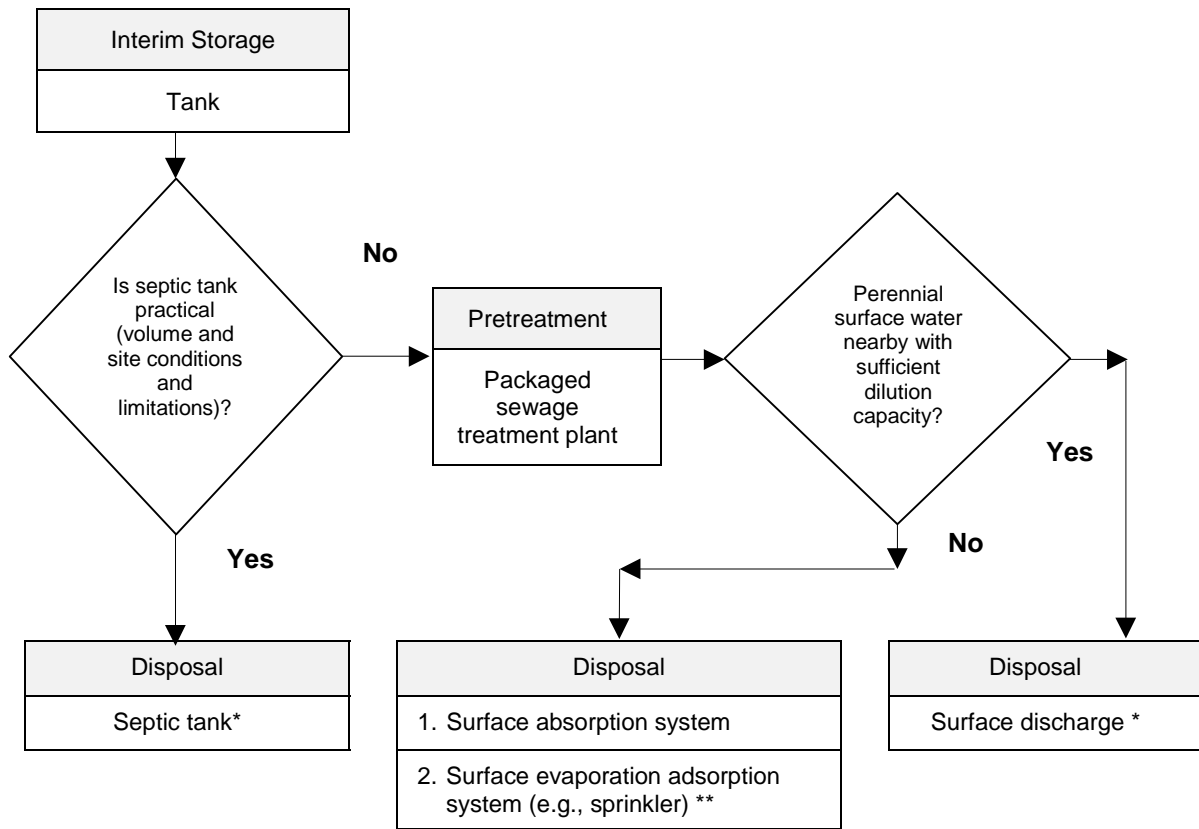 Interim Storage
Tank
Is septic tank
practical
(volume and
site conditions
and
limitations)?
No
Pretreatment
Packaged
sewage
treatment plant
Perennial
surface water
nearby with
sufficient
dilution
capacity?
Yes
No
Yes
Disposal
Septic tank*
Disposal
1. Surface absorption system
2. Surface evaporation adsorption
system (e.g., sprinkler) **
Disposal
Surface discharge *